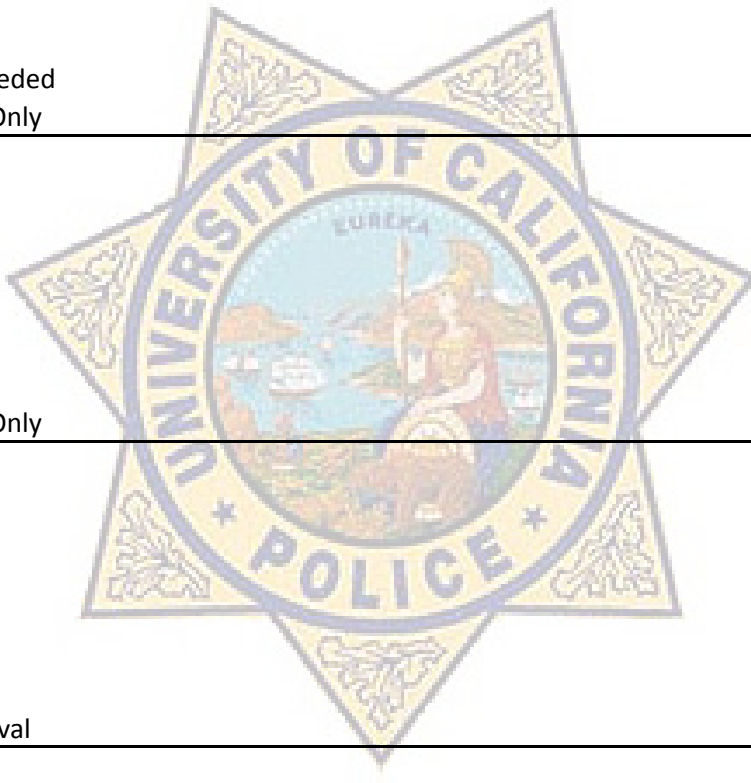 eded
Only
UNIVERSITY OF CALIFORNIA
EUREKA
Only
* POLICE *
val